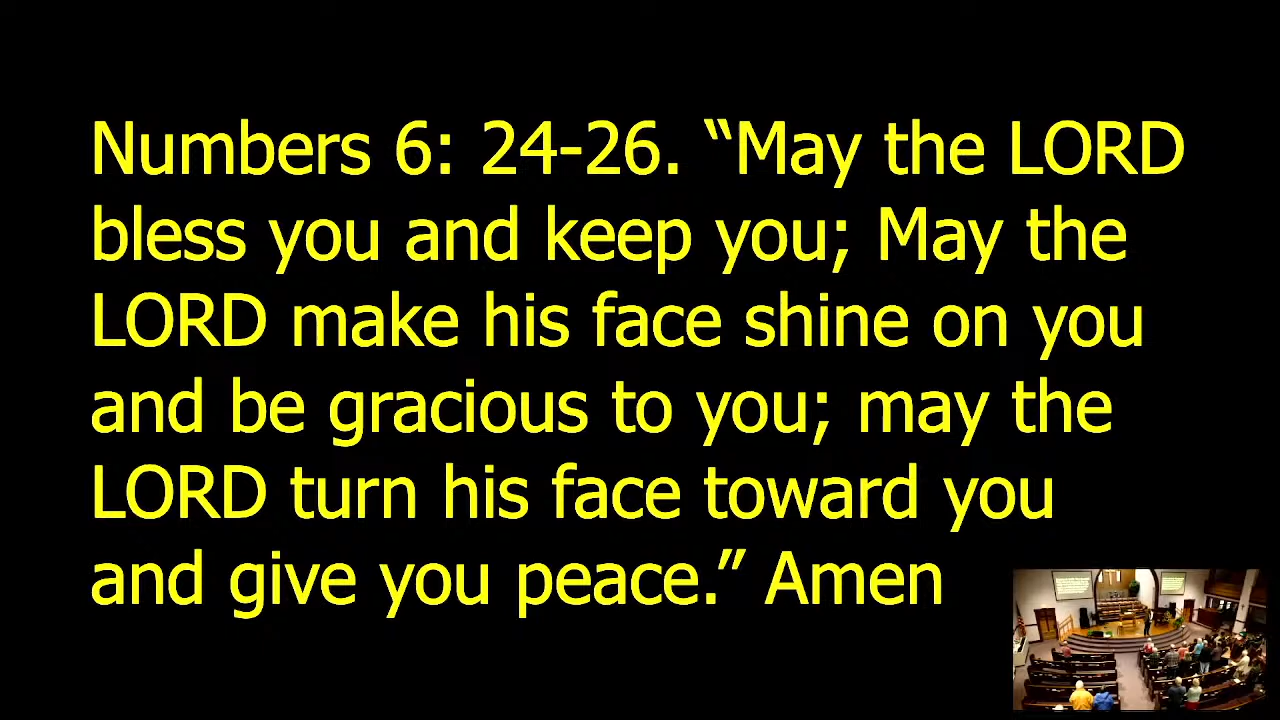 Numbers 6: 24-26. “May the LORD
bless you and keep you; May the
LORD make his face shine on you
and be gracious to you; may the
LORD turn his face toward you
and give you peace.” Amen